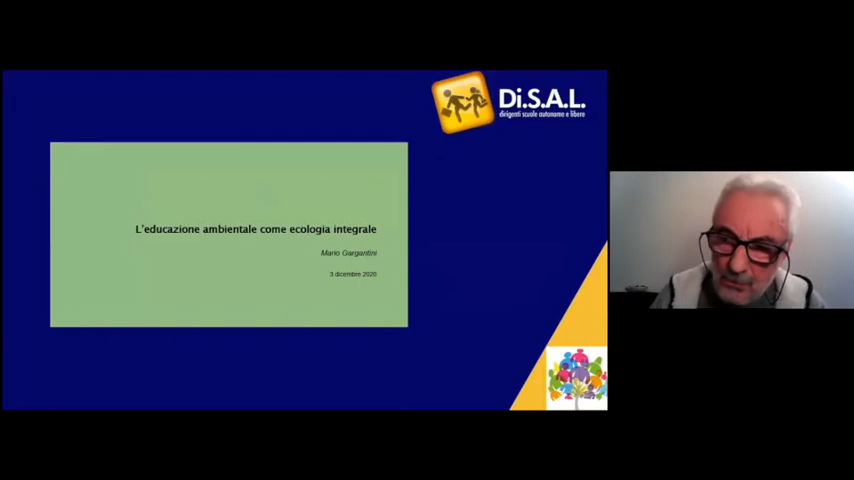 Di.S.A.L.
dirigenti scuole autonome e libere
L'educazione ambientale come ecologia integrale
Mario Gargantini
3 dicembre 2020